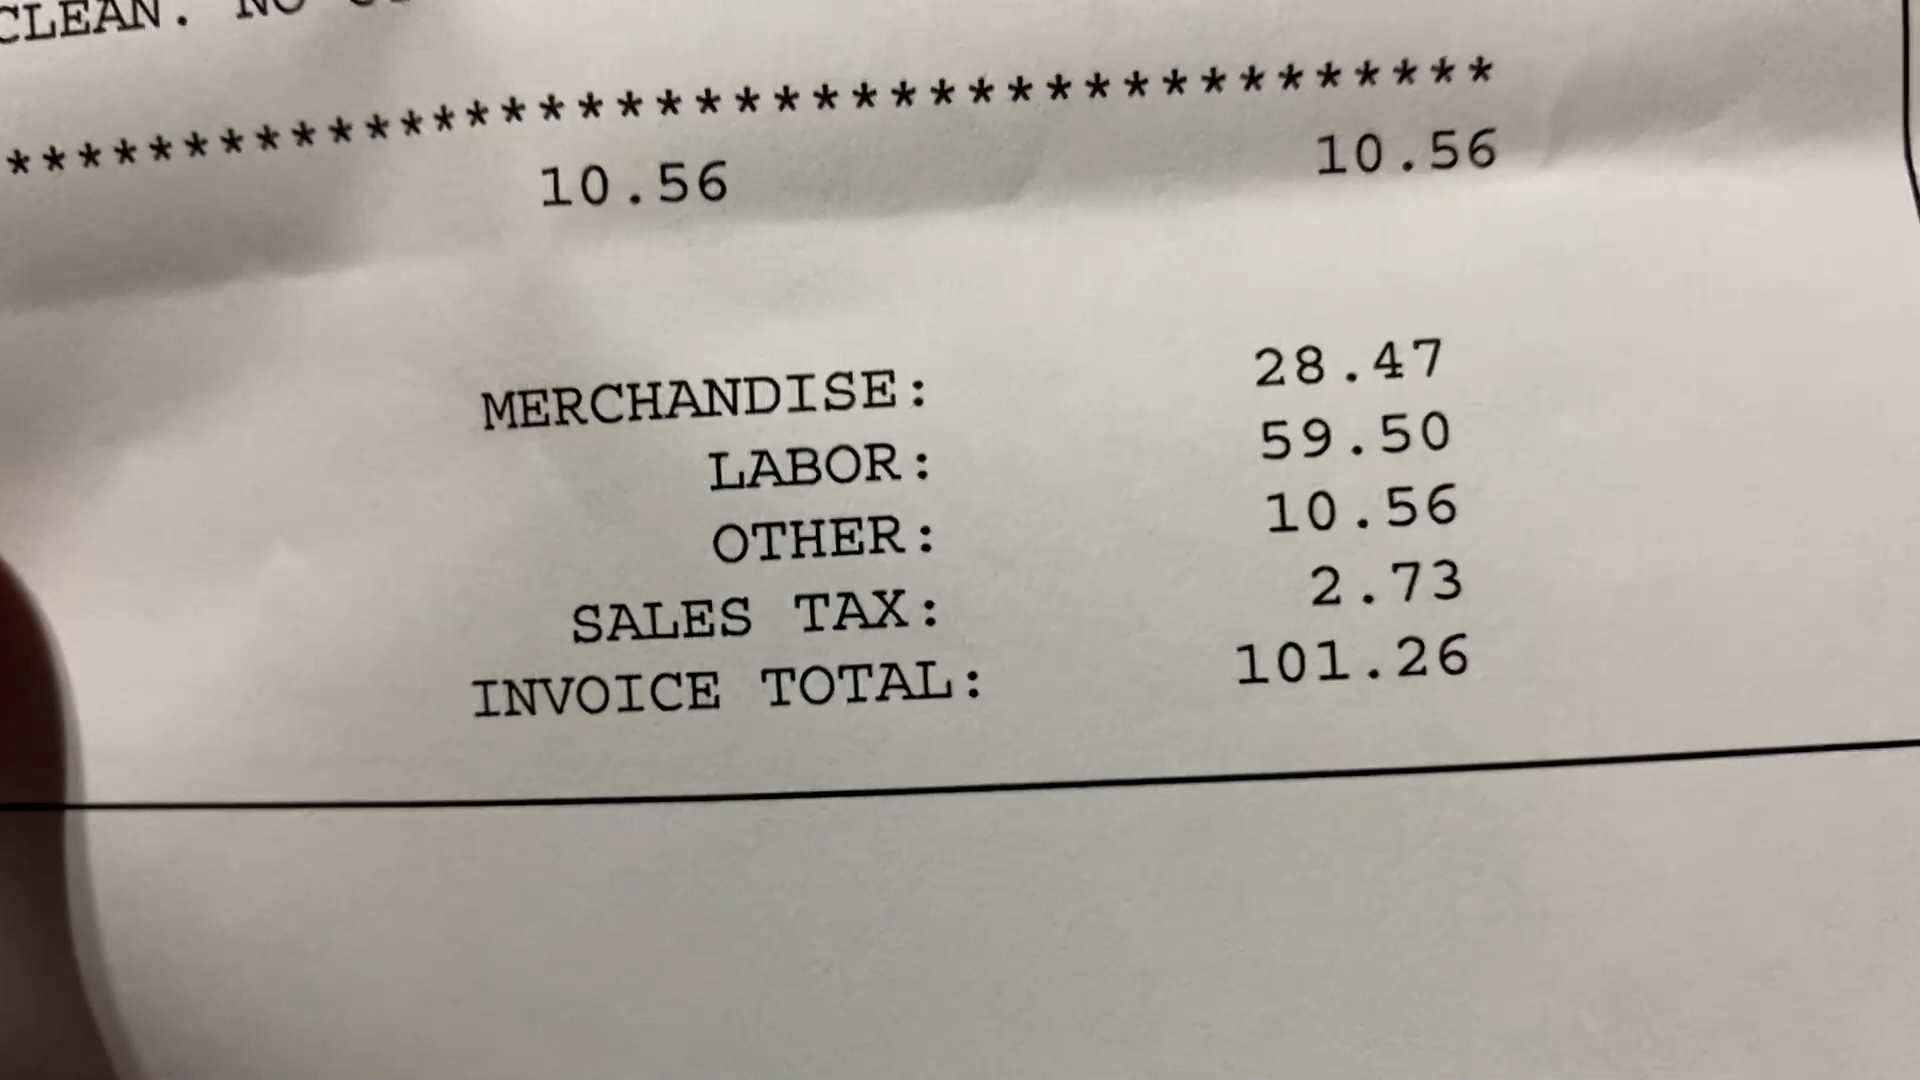 CLEAN. NO
****************************************
10.56 10.56
MERCHANDISE: 28.47
LABOR: 59.50
OTHER: 10.56
SALES TAX: 2.73
INVOICE TOTAL: 101.26